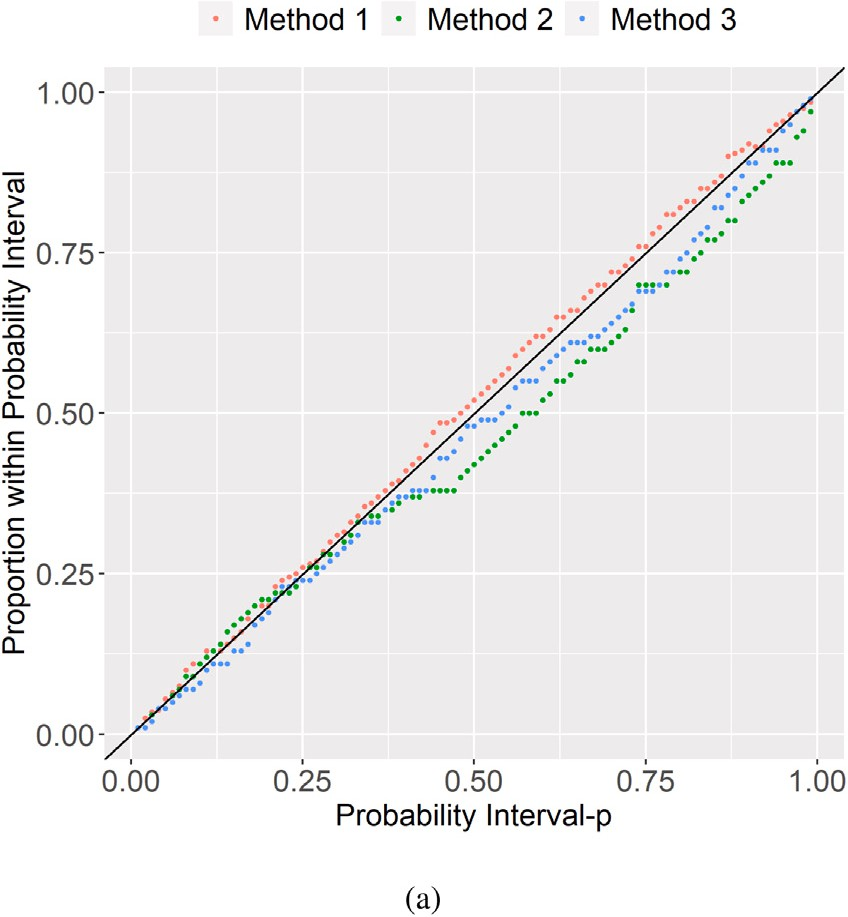 Method 1 Method 2 Method 3
1.00
0.75
0.50
0.25
0.00
Proportion within Probability Interval
0.00 0.25 0.50 0.75 1.00
Probability Interval-p
(a)